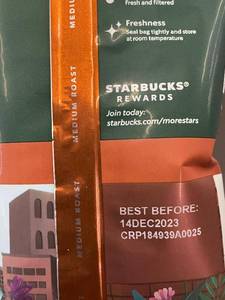 Fresh and filtered
Freshness
Seal bag tightly and store
at room temperature
MEDIUM ROAST
MEDIUM ROAST
MEDIUM ROAST
STARBUCKS®
REWARDS
Join today:
starbucks.com/morestars
BEST BEFORE:
14DEC2023
CRP184939A0025